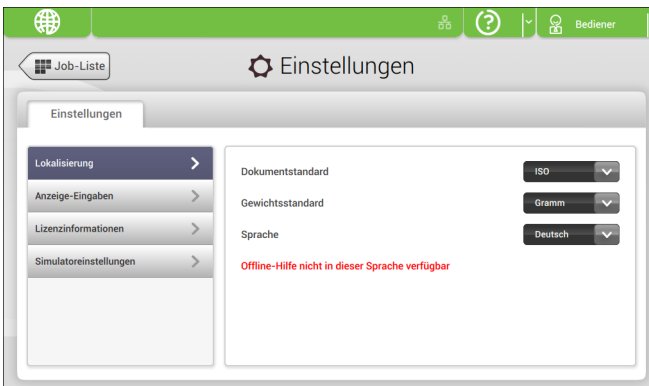 Bediener
Job-Liste
Einstellungen
Einstellungen
Lokalisierung
Anzeige-Eingaben
Lizenzinformationen
Simulatoreinstellungen
Dokumentstandard
ISO
Gewichtsstandard
Gramm
Sprache
Deutsch
Offline-Hilfe nicht in dieser Sprache verfügbar